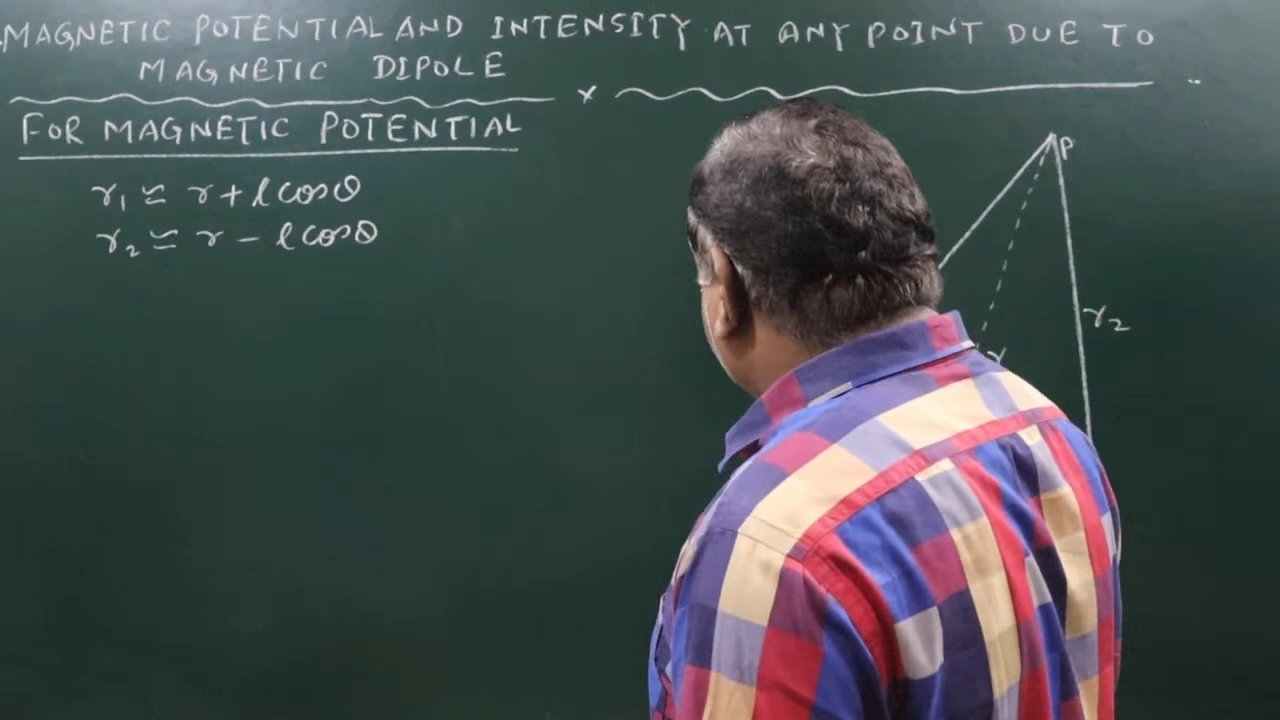 MAGNETIC POTENTIAL AND INTENSITY AT ANY POINT DUE TO
MAGNETIC DIPOLE
x
FOR MAGNETIC POTENTIAL
r₁ ≃ r + l cosθ
r₂ ≃ r - l cosθ
P
r₂
r